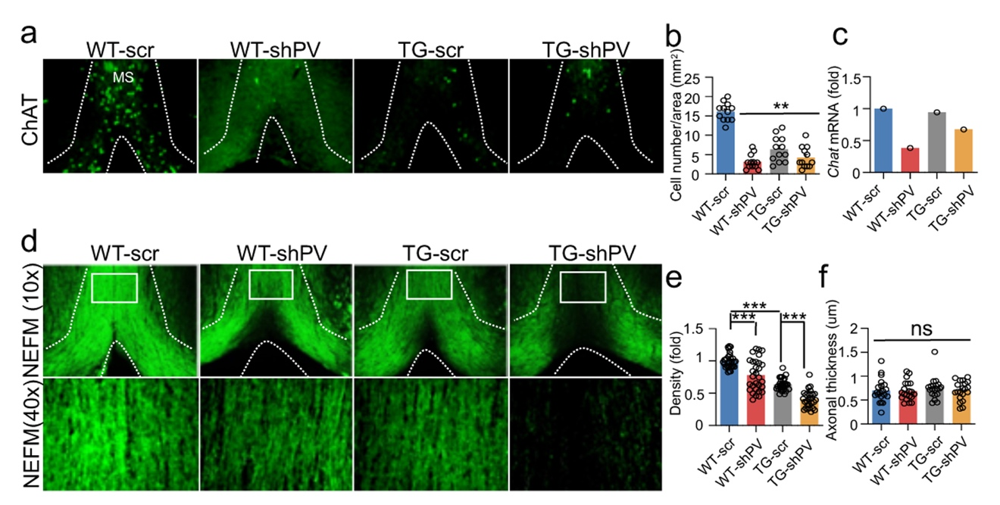 a
WT-scr WT-shPV TG-scr TG-shPV
ChAT
MS
b
Cell number/area (mm²)
25
20
15
10
5
0
**
WT-scr
WT-shPV
TG-scr
TG-shPV
c
Chat mRNA (fold)
1.5
1
0.5
0
WT-scr
WT-shPV
TG-scr
TG-shPV
d
WT-scr WT-shPV TG-scr TG-shPV
NEFM (10x)
NEFM(40x)
e
Density (fold)
1.5
1
0.5
0
***
*** ***
WT-scr
WT-shPV
TG-scr
TG-shPV
f
Axonal thickness (um)
2
1.5
1
0.5
0
ns
WT-scr
WT-shPV
TG-scr
TG-shPV